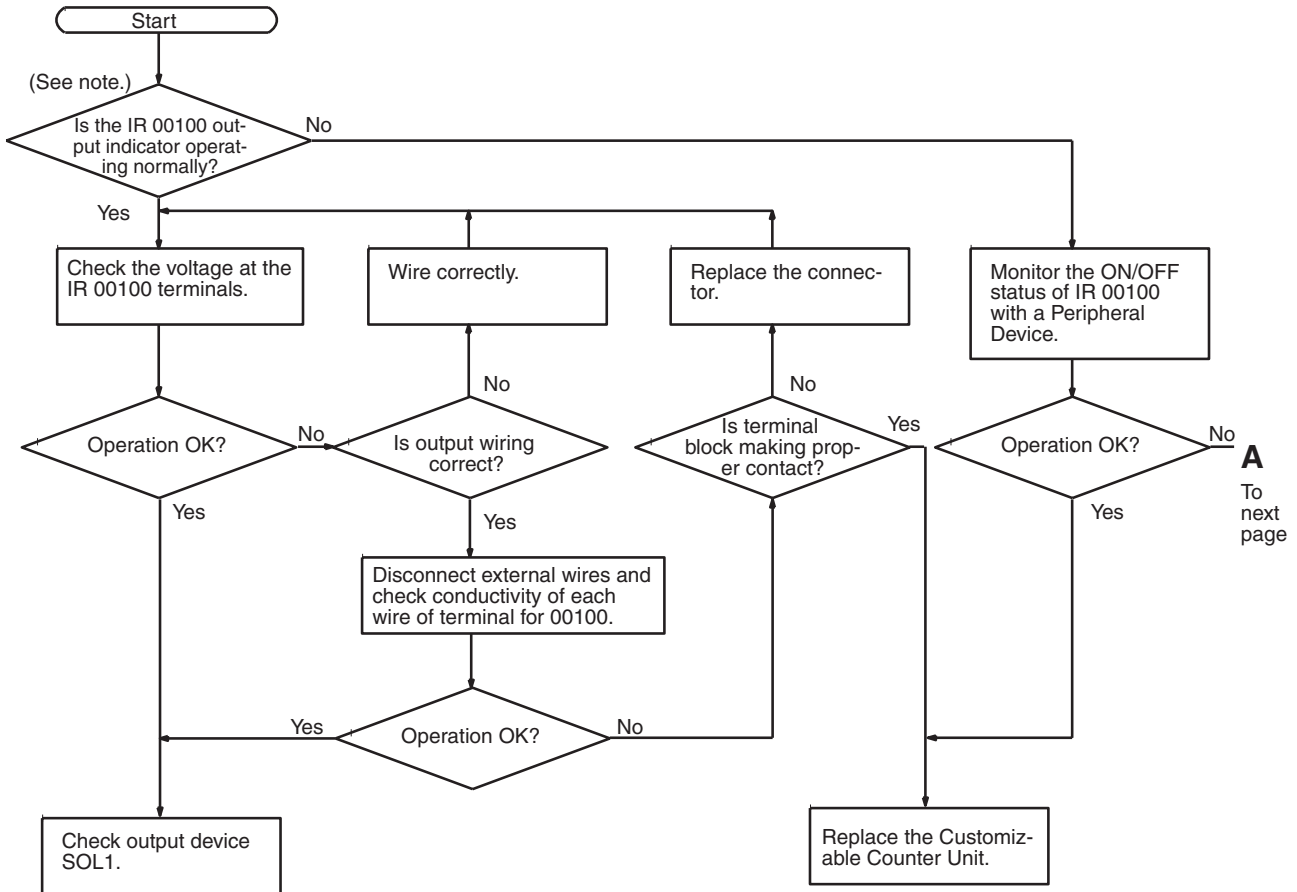 Start
(See note.)
Is the IR 00100 out-
put indicator operat-
ing normally?
No
Yes
Check the voltage at the
IR 00100 terminals.
Wire correctly.
Replace the connec-
tor.
Monitor the ON/OFF
status of IR 00100
with a Peripheral
Device.
No
No
Operation OK?
No
Is output wiring
correct?
Is terminal
block making prop-
er contact?
Yes
Operation OK?
No
A
To
next
page
Yes
Yes
Yes
Disconnect external wires and
check conductivity of each
wire of terminal for 00100.
Yes
Operation OK?
No
Check output device
SOL1.
Replace the Customiz-
able Counter Unit.